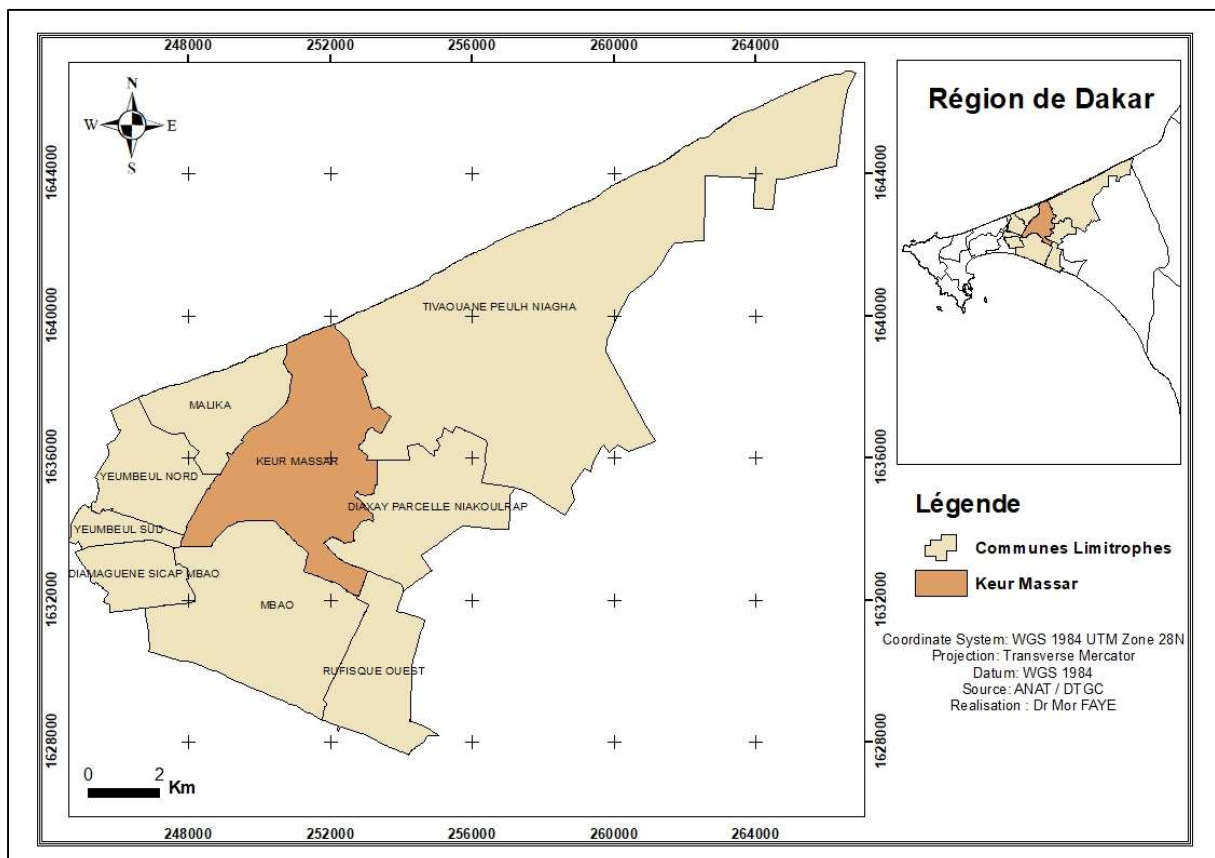 248000 252000 256000 260000 264000
N
W E
S
1644000
1640000
1636000
1632000
1628000
TIVAOUANE PEULH NIAGHA
MALIKA
KEUR MASSAR
YEUMBEUL NORD
DIAXAY PARCELLE NIAKOULRAP
YEUMBEUL SUD
DIAMAGUENE SICAP MBAO
MBAO
RUFISQUE OUEST
0 2
Km
1644000
1640000
1636000
1632000
1628000
248000 252000 256000 260000 264000
Région de Dakar
Légende
Communes Limitrophes
Keur Massar
Coordinate System: WGS 1984 UTM Zone 28N
Projection: Transverse Mercator
Datum: WGS 1984
Source: ANAT / DTGC
Realisation : Dr Mor FAYE